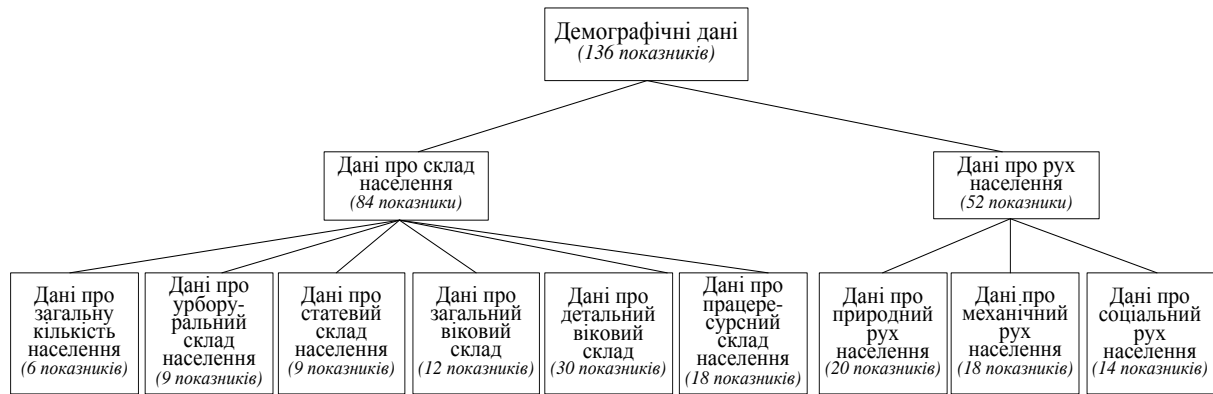 Демографічні дані
(136 показників)
Дані про склад
населення
(84 показники)
Дані про рух
населення
(52 показники)
Дані про
загальну
кількість
населення
(6 показників)
Дані про
урбору-
ральний
склад
населення
(9 показників)
Дані про
статевий
склад
населення
(9 показників)
Дані про
загальний
віковий
склад
(12 показників)
Дані про
детальний
віковий
склад
(30 показників)
Дані про
працере-
сурсний
склад
населення
(18 показників)
Дані про
природний
рух
населення
(20 показників)
Дані про
механічний
рух
населення
(18 показників)
Дані про
соціальний
рух
населення
(14 показників)